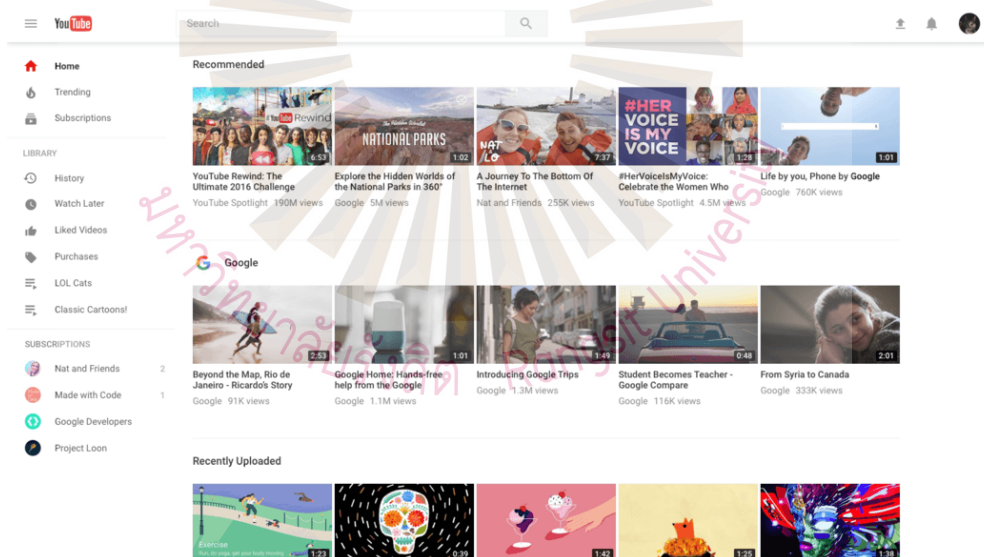 YouTube
Search
Home
Trending
Subscriptions
LIBRARY
History
Watch Later
Liked Videos
Purchases
LOL Cats
Classic Cartoons!
SUBSCRIPTIONS
Nat and Friends 2
Made with Code 1
Google Developers
Project Loon
Recommended
YouTube Rewind
6:53
YouTube Rewind: The
Ultimate 2016 Challenge
YouTube Spotlight 190M views
The Hidden Worlds
of the
NATIONAL PARKS
1:02
Explore the Hidden Worlds of
the National Parks in 360°
Google 5M views
NAT
LO
7:37
A Journey To The Bottom Of
The Internet
Nat and Friends 255K views
#HER
VOICE
IS MY
VOICE
1:28
#HerVoiceIsMyVoice:
Celebrate the Women Who
YouTube Spotlight 4.5M views
1:01
Life by you, Phone by Google
Google 760K views
Google
2:53
Beyond the Map, Rio de
Janeiro - Ricardo's Story
Google 91K views
1:01
Google Home: Hands-free
help from the Google
Google 1.1M views
1:49
Introducing Google Trips
Google 1.3M views
0:48
Student Becomes Teacher -
Google Compare
Google 116K views
2:01
From Syria to Canada
Google 333K views
Recently Uploaded
Exercise
1:23
0:39
1:42
1:25
1:38
มหาวิทยาลัยรังสิต Rangsit University